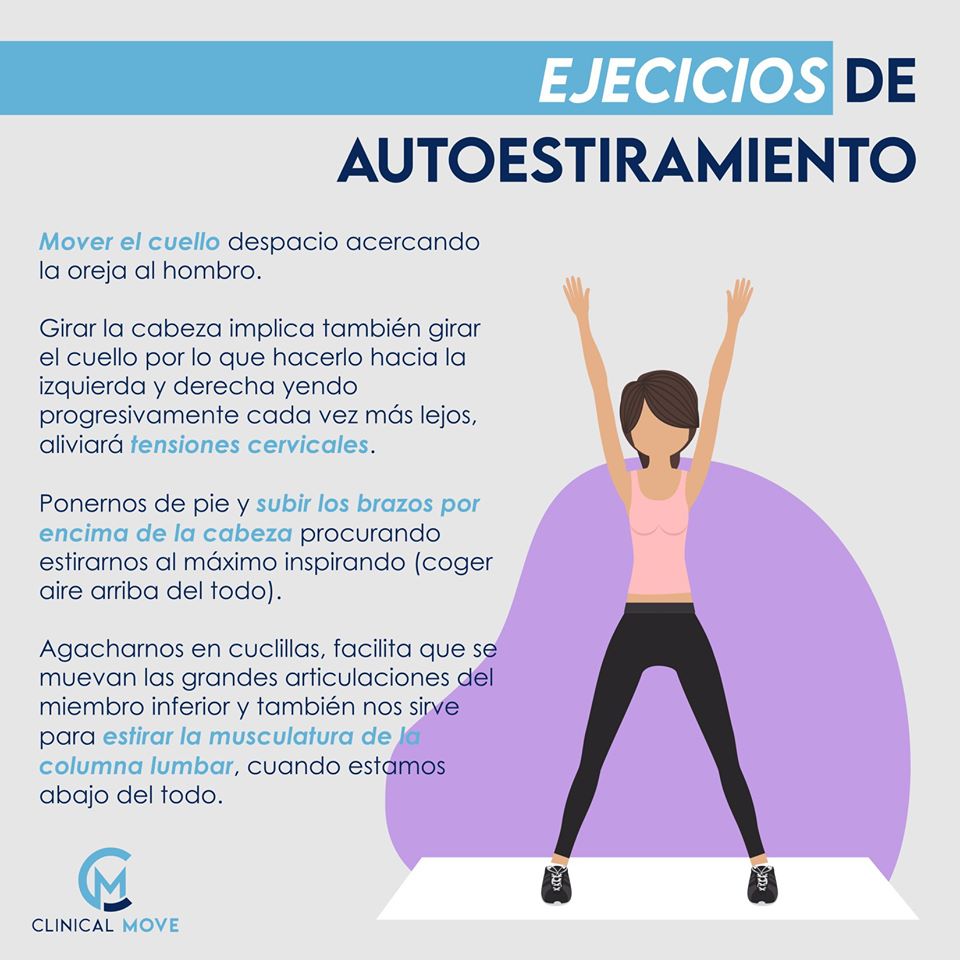 EJECICIOS DE
AUTOESTIRAMIENTO
Mover el cuello despacio acercando
la oreja al hombro.
Girar la cabeza implica también girar
el cuello por lo que hacerlo hacia la
izquierda y derecha yendo
progresivamente cada vez más lejos,
aliviará tensiones cervicales.
Ponernos de pie y subir los brazos por
encima de la cabeza procurando
estirarnos al máximo inspirando (coger
aire arriba del todo).
Agacharnos en cuclillas, facilita que se
muevan las grandes articulaciones del
miembro inferior y también nos sirve
para estirar la musculatura de la
columna lumbar, cuando estamos
abajo del todo.
CM
CLINICAL MOVE